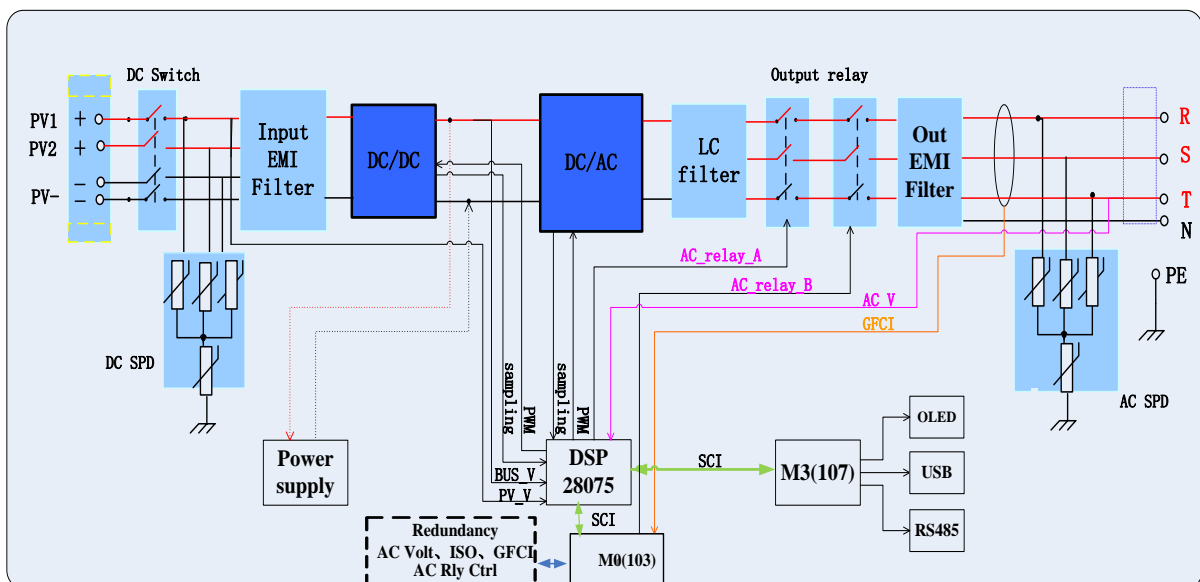 DC Switch
Output relay
PV1
+
PV2
+
−
PV-
−
Input
EMI
Filter
DC/DC
DC/AC
LC
filter
Out
EMI
Filter
R
S
T
N
PE
AC_relay_A
AC_relay_B
AC V
GFCI
DC SPD
AC SPD
sampling
PWM
sampling
PWM
Power
supply
BUS_V
PV_V
DSP
28075
SCI
M3(107)
OLED
USB
RS485
SCI
Redundancy
AC Volt、ISO、GFCI
AC Rly Ctrl
M0(103)